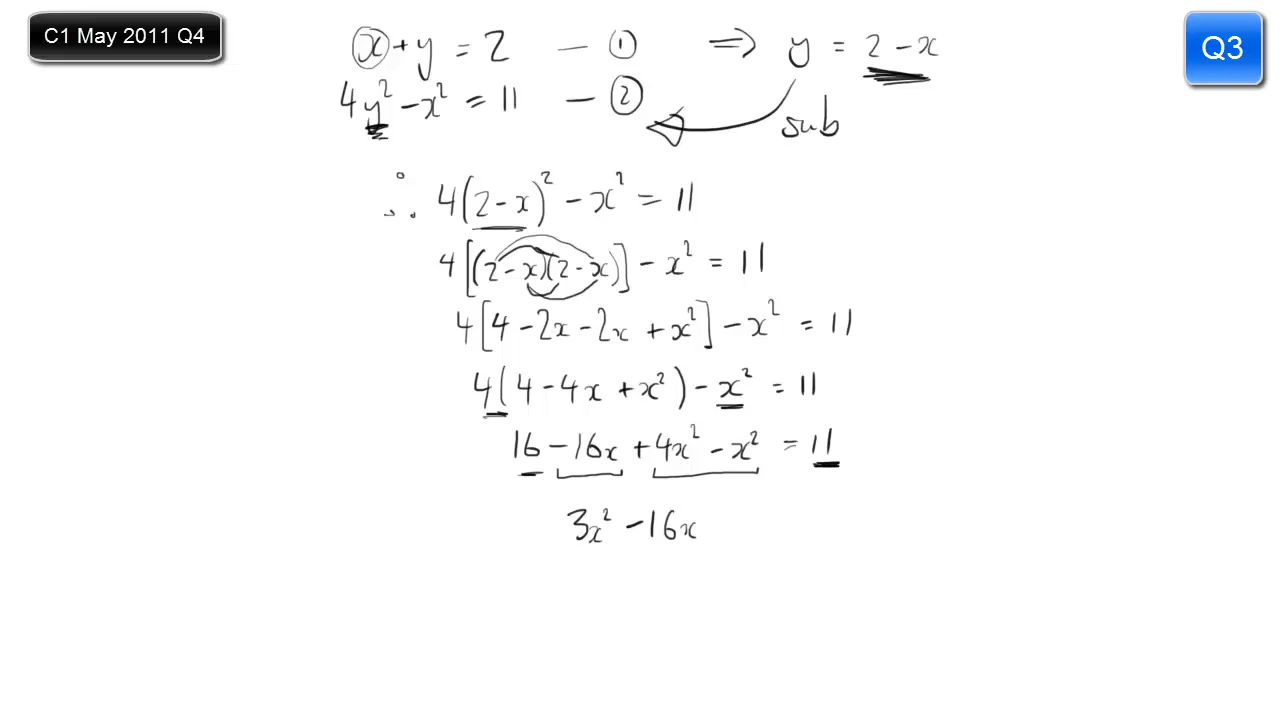 C1 May 2011 Q4
Q3
x + y = 2 — ① ⇒ y = 2 - x
4y² - x² = 11 — ②
sub
∴ 4(2 - x)² - x² = 11
4[(2 - x)(2 - x)] - x² = 11
4[4 - 2x - 2x + x²] - x² = 11
4(4 - 4x + x²) - x² = 11
16 - 16x + 4x² - x² = 11
3x² - 16x